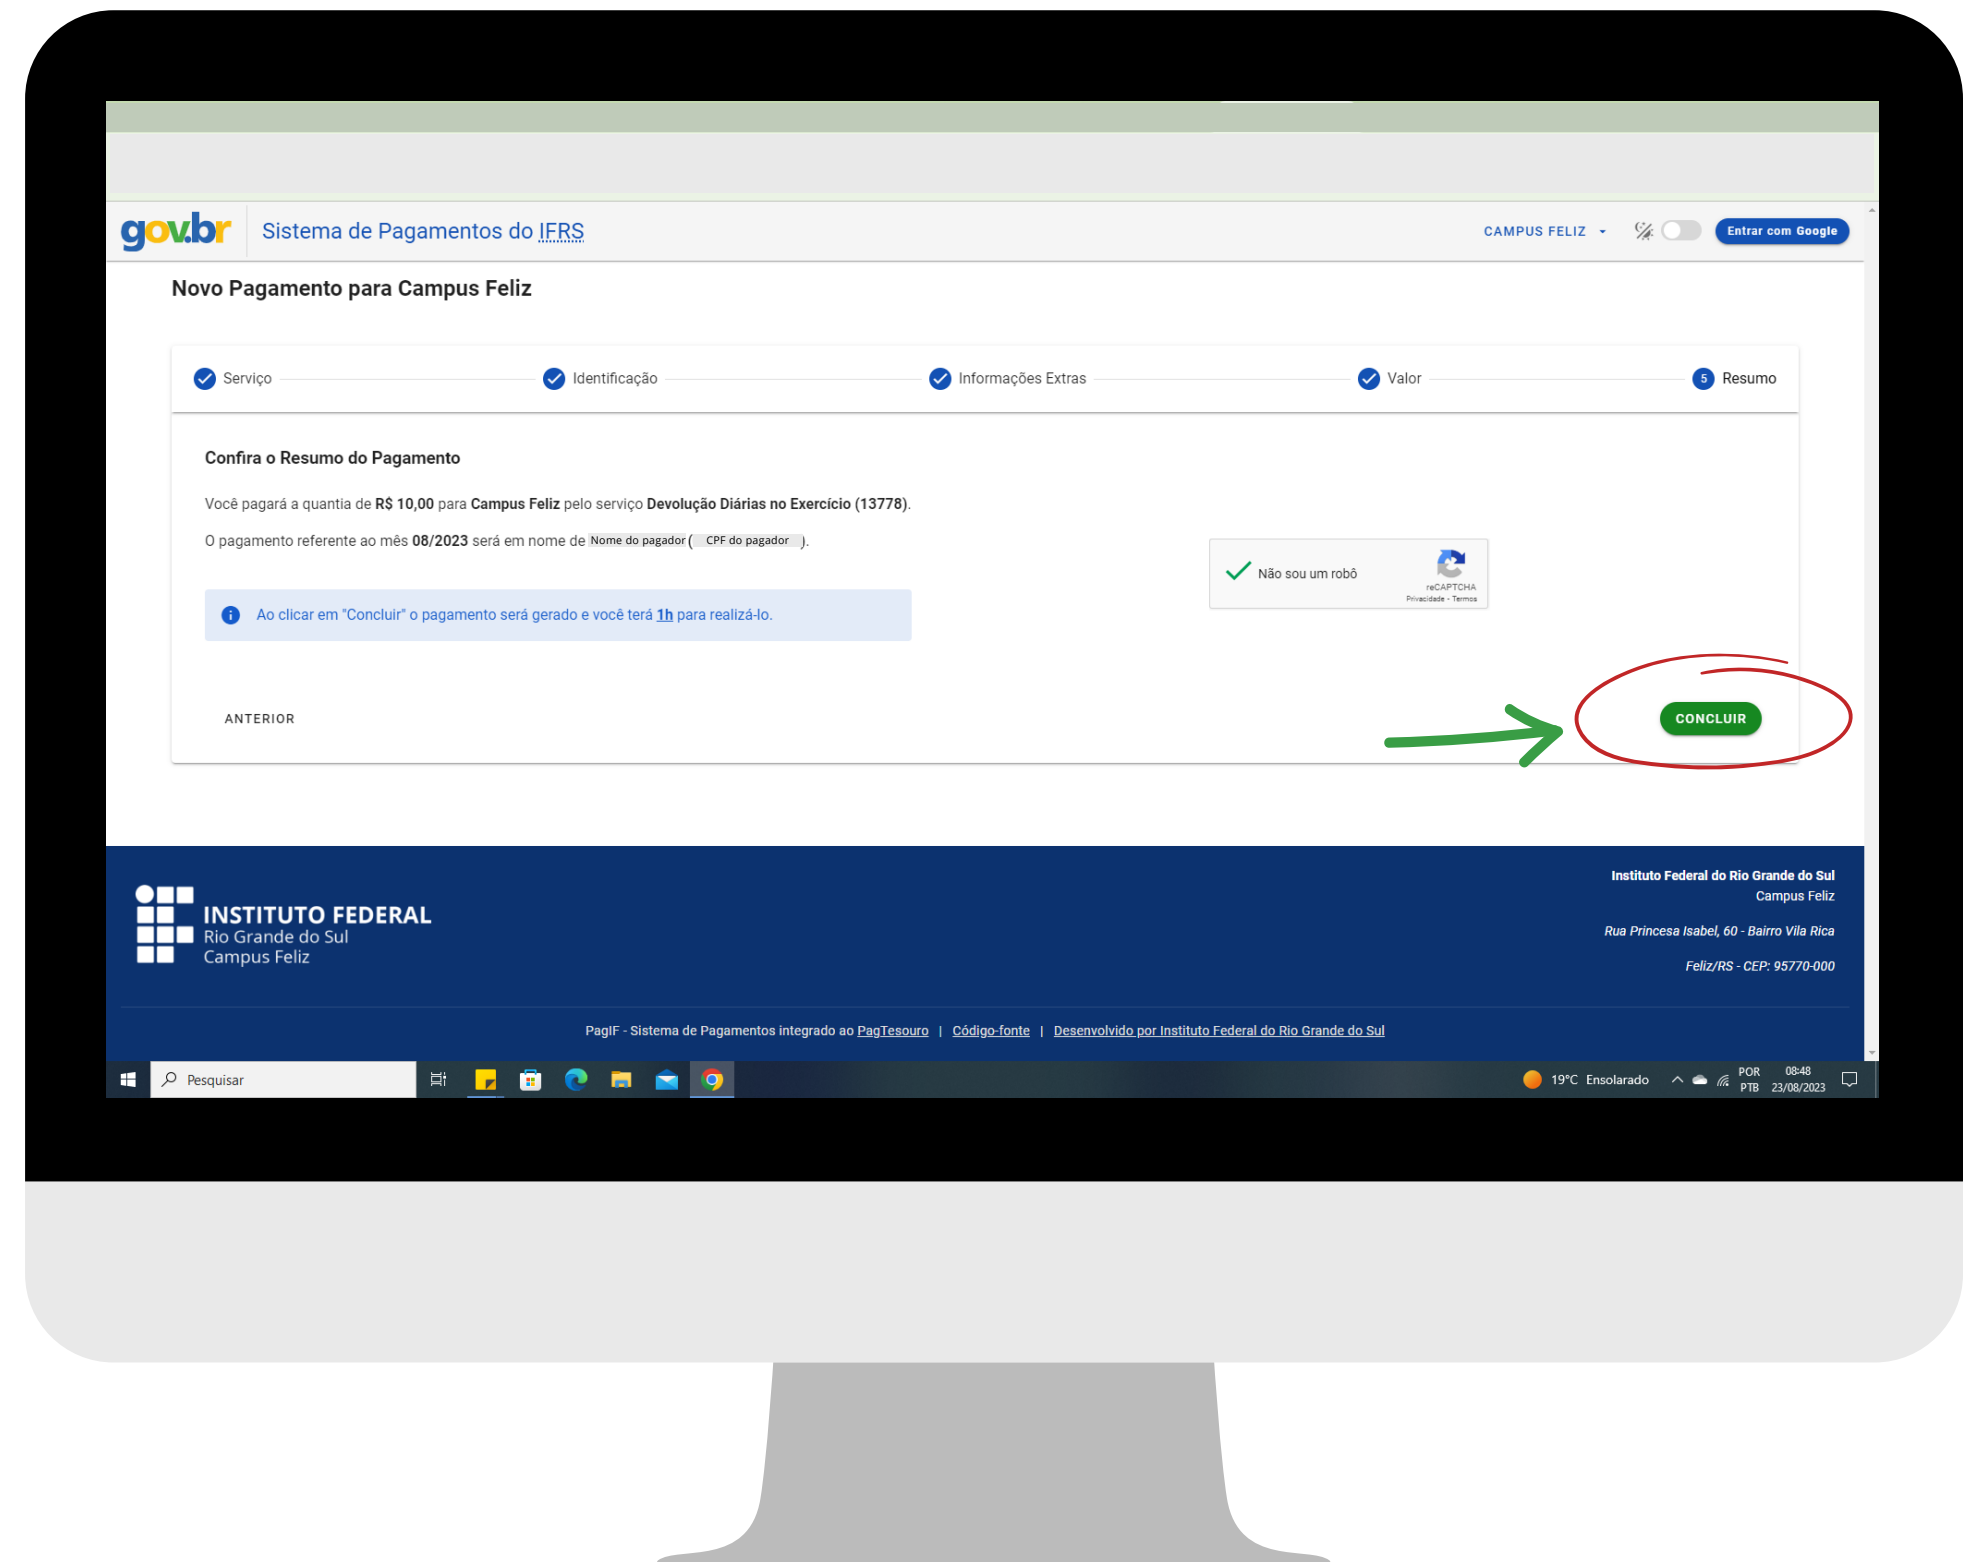 gov.br
Sistema de Pagamentos do IFRS
CAMPUS FELIZ
Entrar com Google
Novo Pagamento para Campus Feliz
Serviço
Identificação
Informações Extras
Valor
5 Resumo
Confira o Resumo do Pagamento
Você pagará a quantia de R$ 10,00 para Campus Feliz pelo serviço Devolução Diárias no Exercício (13778).
O pagamento referente ao mês 08/2023 será em nome de Nome do pagador ( CPF do pagador ).
Não sou um robô
reCAPTCHA
Privacidade - Termos
Ao clicar em "Concluir" o pagamento será gerado e você terá 1h para realizá-lo.
ANTERIOR
CONCLUIR
INSTITUTO FEDERAL
Rio Grande do Sul
Campus Feliz
Instituto Federal do Rio Grande do Sul
Campus Feliz
Rua Princesa Isabel, 60 - Bairro Vila Rica
Feliz/RS - CEP: 95770-000
PagIF - Sistema de Pagamentos integrado ao PagTesouro | Código-fonte | Desenvolvido por Instituto Federal do Rio Grande do Sul
Pesquisar
19°C Ensolarado
POR
PTB
08:48
23/08/2023